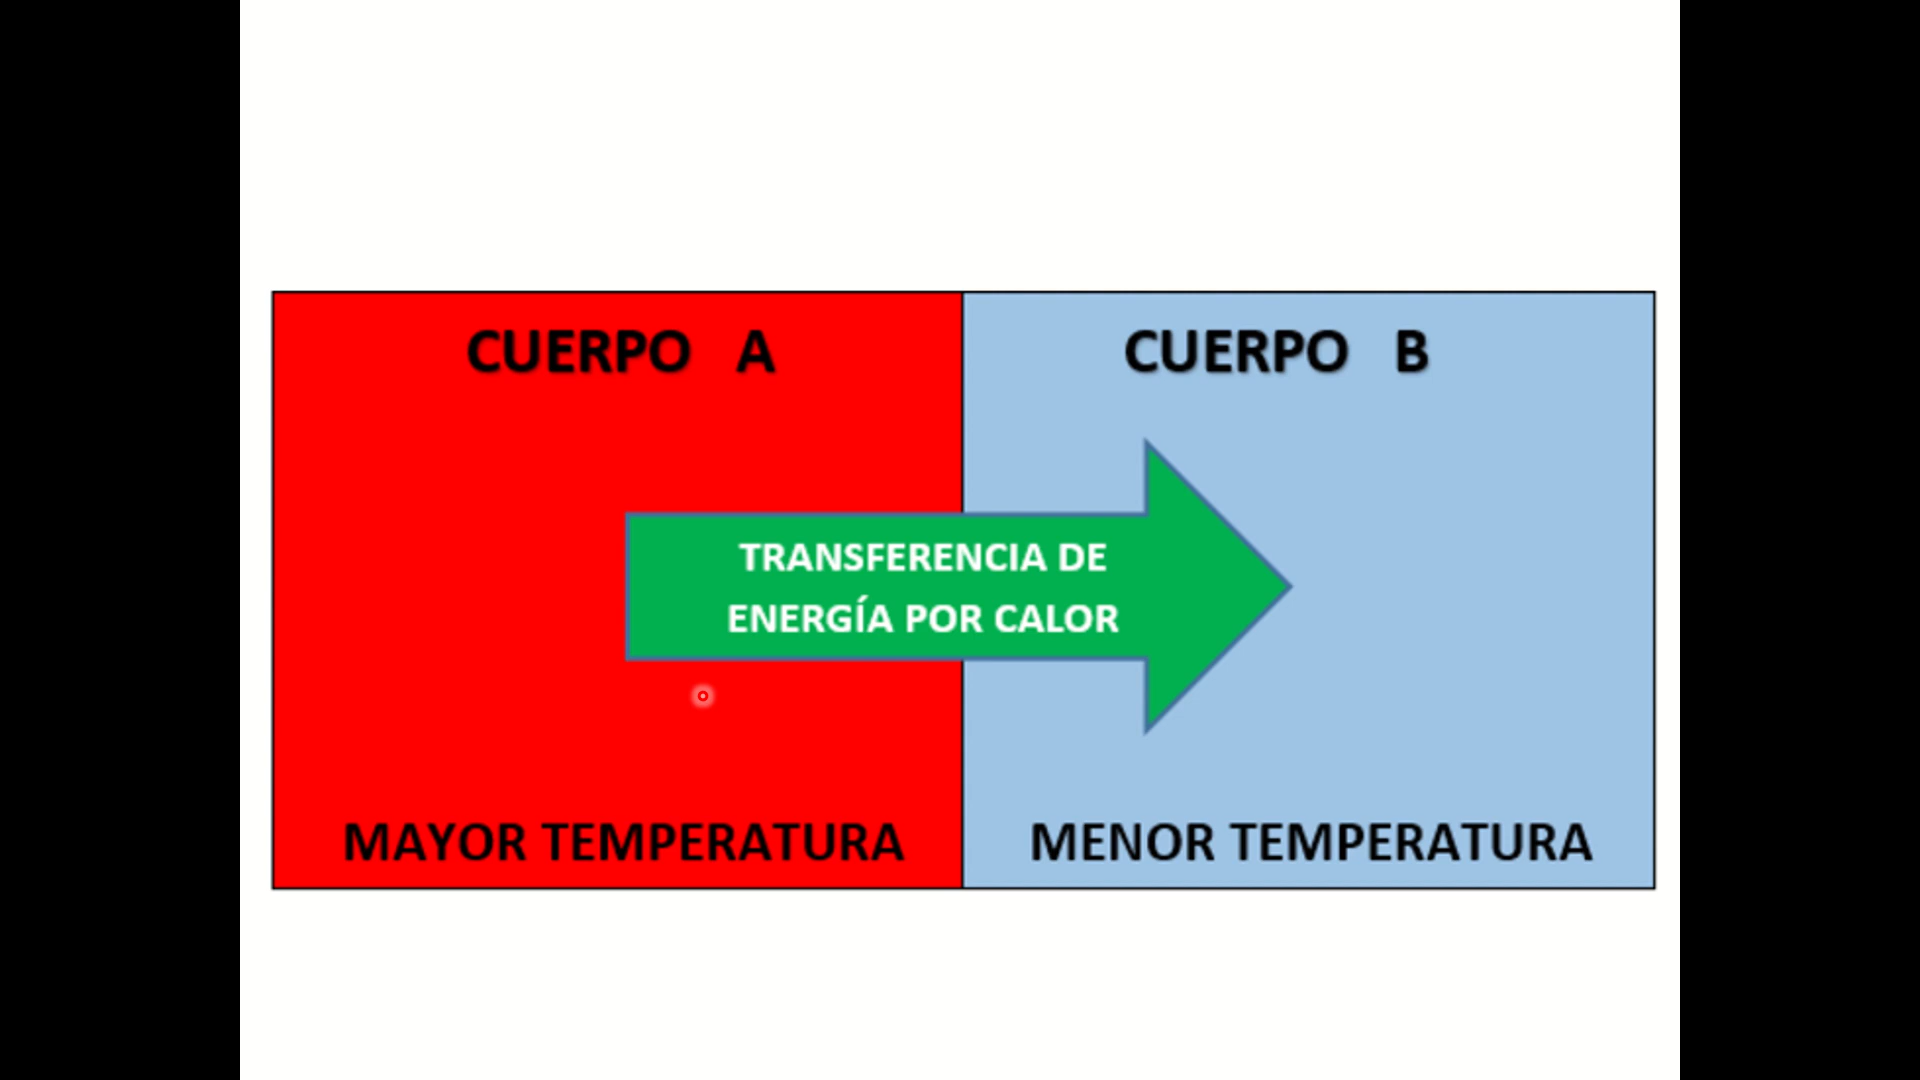 CUERPO A
CUERPO B
TRANSFERENCIA DE
ENERGÍA POR CALOR
MAYOR TEMPERATURA
MENOR TEMPERATURA